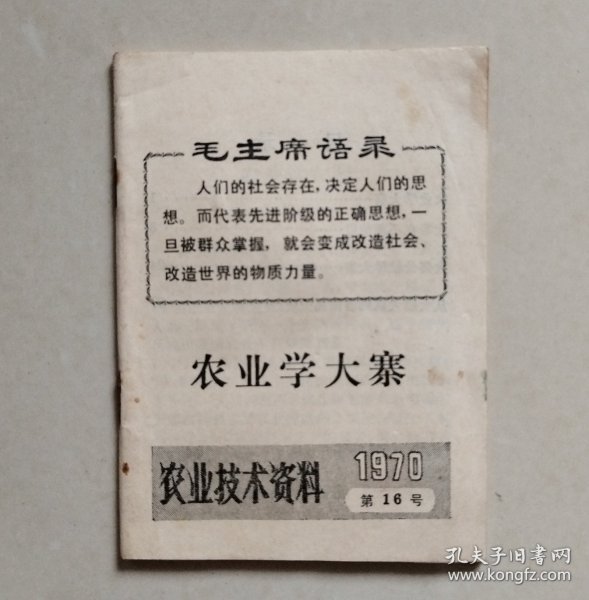 毛主席语录
人们的社会存在，决定人们的思
想。而代表先进阶级的正确思想，一
旦被群众掌握，就会变成改造社会、
改造世界的物质力量。
农业学大寨
农业技术资料
1970
第16号
孔夫子旧书网
www.kongfz.com